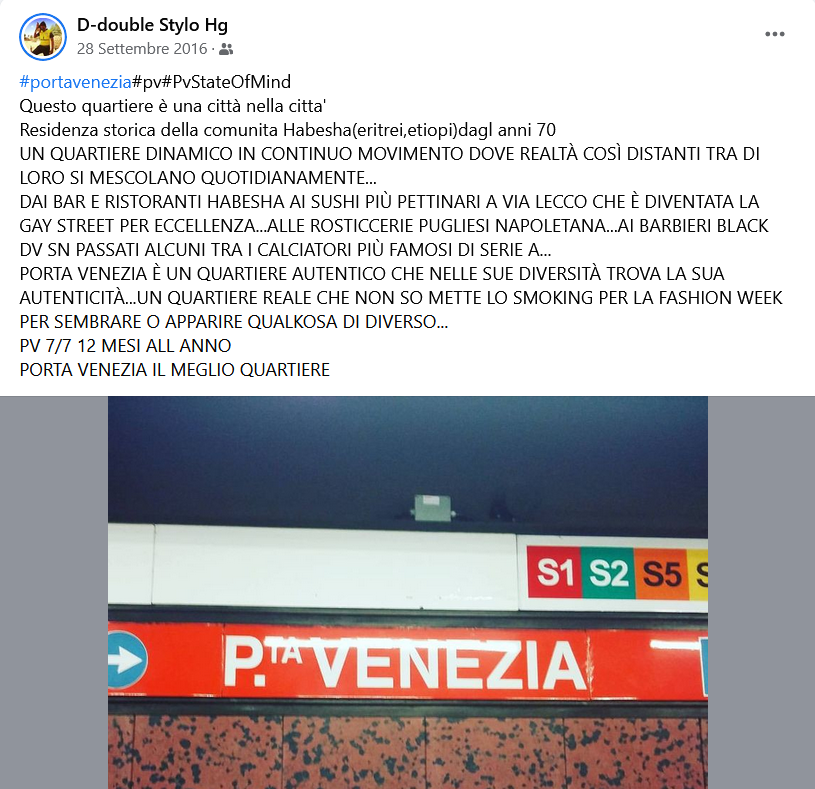 D-double Stylo Hg
28 Settembre 2016 ·
#portavenezia#pv#PvStateOfMind
Questo quartiere è una città nella citta'
Residenza storica della comunita Habesha(eritrei,etiopi)dagl anni 70
UN QUARTIERE DINAMICO IN CONTINUO MOVIMENTO DOVE REALTÀ COSÌ DISTANTI TRA DI
LORO SI MESCOLANO QUOTIDIANAMENTE...
DAI BAR E RISTORANTI HABESHA AI SUSHI PIÙ PETTINARI A VIA LECCO CHE È DIVENTATA LA
GAY STREET PER ECCELLENZA...ALLE ROSTICCERIE PUGLIESI NAPOLETANA...AI BARBIERI BLACK
DV SN PASSATI ALCUNI TRA I CALCIATORI PIÙ FAMOSI DI SERIE A...
PORTA VENEZIA È UN QUARTIERE AUTENTICO CHE NELLE SUE DIVERSITÀ TROVA LA SUA
AUTENTICITÀ...UN QUARTIERE REALE CHE NON SO METTE LO SMOKING PER LA FASHION WEEK
PER SEMBRARE O APPARIRE QUALKOSA DI DIVERSO...
PV 7/7 12 MESI ALL ANNO
PORTA VENEZIA IL MEGLIO QUARTIERE
S1 S2 S5 S
P.TA VENEZIA